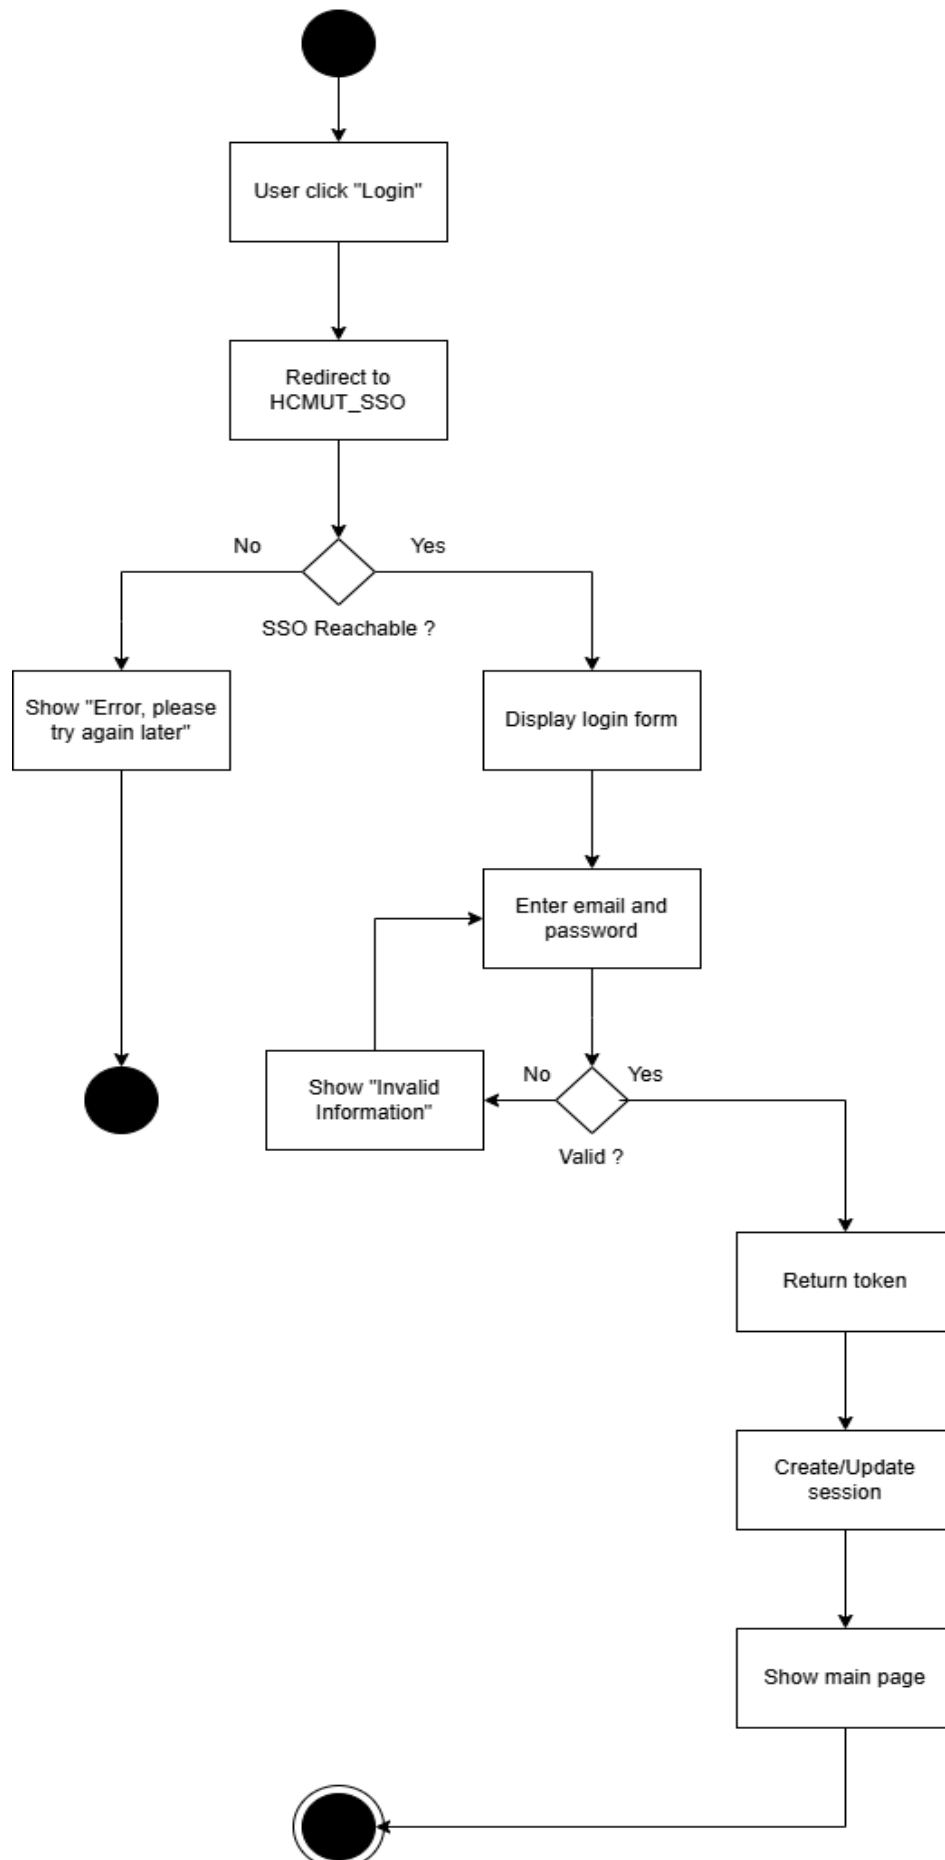 User click "Login"
Redirect to
HCMUT_SSO
No
Yes
SSO Reachable ?
Show "Error, please
try again later"
Display login form
Enter email and
password
No
Yes
Show "Invalid
Information"
Valid ?
Return token
Create/Update
session
Show main page